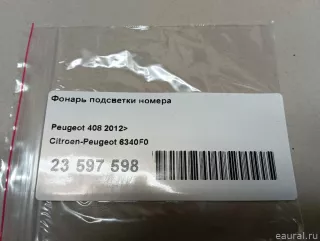 Фонарь подсветки номера
Peugeot 408 2012>
Citroen-Peugeot 6340F0
23 597 598
eaural.ru